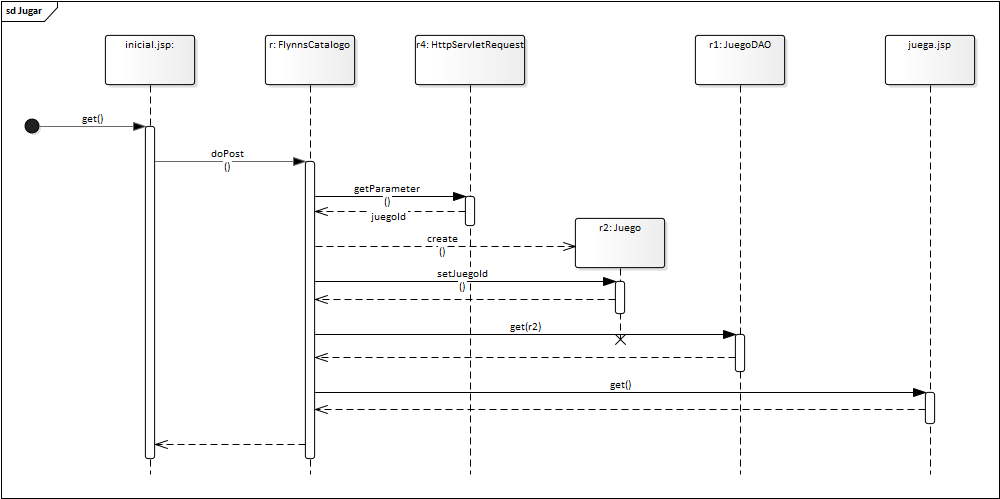 sd Jugar
inicial.jsp:
r: FlynnsCatalogo
r4: HttpServletRequest
r1: JuegoDAO
juega.jsp
get()
doPost
()
getParameter
()
juegoId
r2: Juego
create
()
setJuegoId
()
get(r2)
get()